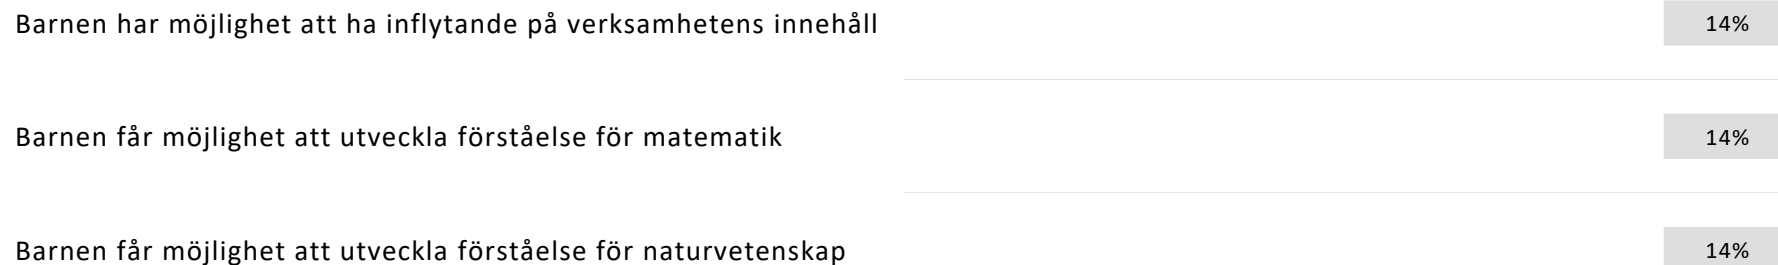 Barnen har möjlighet att ha inflytande på verksamhetens innehåll 14%
Barnen får möjlighet att utveckla förståelse för matematik 14%
Barnen får möjlighet att utveckla förståelse för naturvetenskap 14%